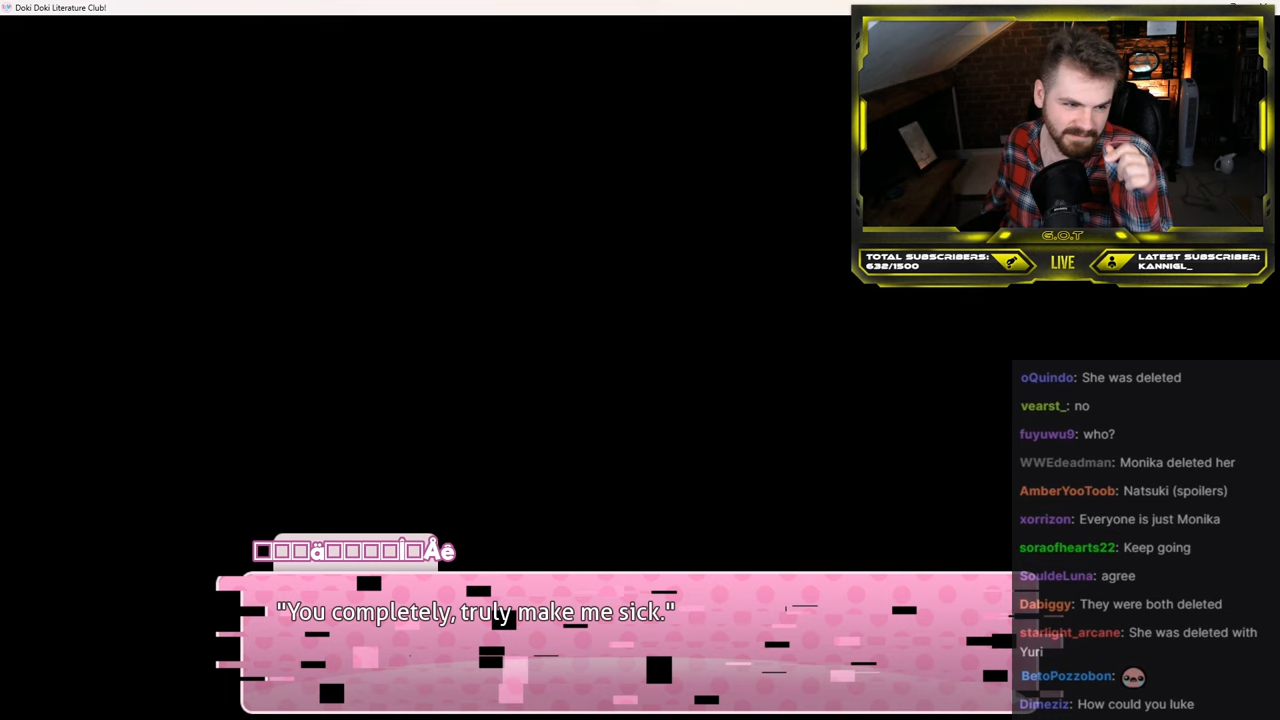 Doki Doki Literature Club!
G.O.T
TOTAL SUBSCRIBERS:
632/1500
LIVE
LATEST SUBSCRIBER:
KANNIGL_
oQuindo: She was deleted
vearst_: no
fuyuwu9: who?
WWEdeadman: Monika deleted her
AmberYooToob: Natsuki (spoilers)
xorrizon: Everyone is just Monika
soraofhearts22: Keep going
SouldeLuna: agree
Dabiggy: They were both deleted
starlight_arcane: She was deleted with
Yuri
BetoPozzobon:
Dimeziz: How could you luke
"You completely, truly make me sick."